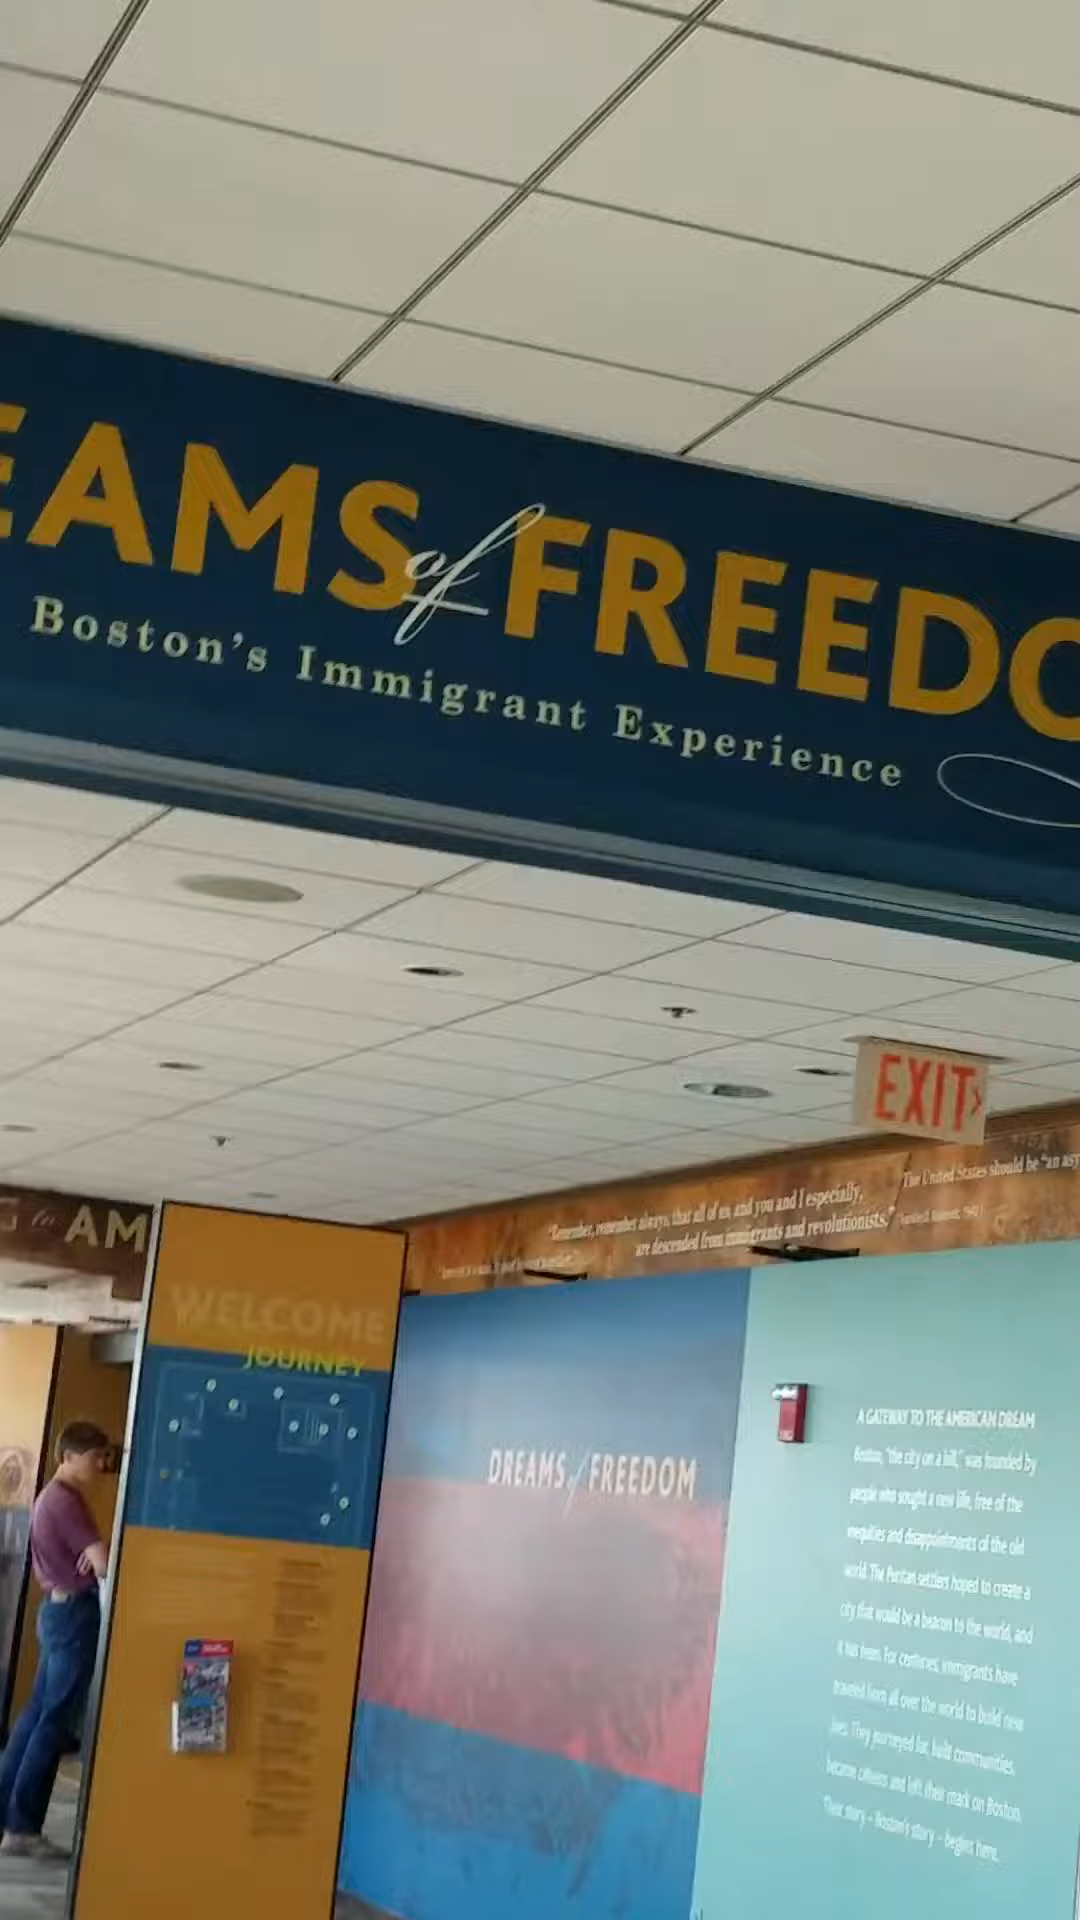 EAMS of FREEDO
Boston's Immigrant Experience
EXIT
The United States should be "an asy
"Remember, remember always, that all of us, and you and I especially,
are descended from immigrants and revolutionists."
AM
WELCOME
JOURNEY
DREAMS of FREEDOM
A GATEWAY TO THE AMERICAN DREAM
Boston, "the city on a hill," was founded by
people who sought a new life, free of the
inequities and disappointments of the old
world. The Puritan settlers hoped to create a
city that would be a beacon to the world, and
it has been. For centuries, immigrants have
traveled from all over the world to build new
lives. They journeyed far, built communities,
became citizens and left their mark on Boston.
Their story – Boston's story – begins here.